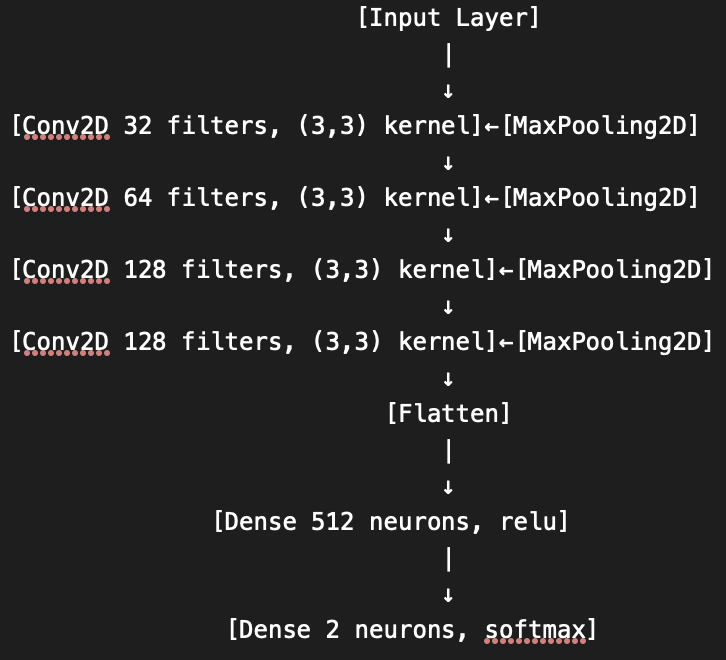 [Input Layer]
|
↓
[Conv2D 32 filters, (3,3) kernel]←[MaxPooling2D]
↓
[Conv2D 64 filters, (3,3) kernel]←[MaxPooling2D]
↓
[Conv2D 128 filters, (3,3) kernel]←[MaxPooling2D]
↓
[Conv2D 128 filters, (3,3) kernel]←[MaxPooling2D]
↓
[Flatten]
|
↓
[Dense 512 neurons, relu]
|
↓
[Dense 2 neurons, softmax]